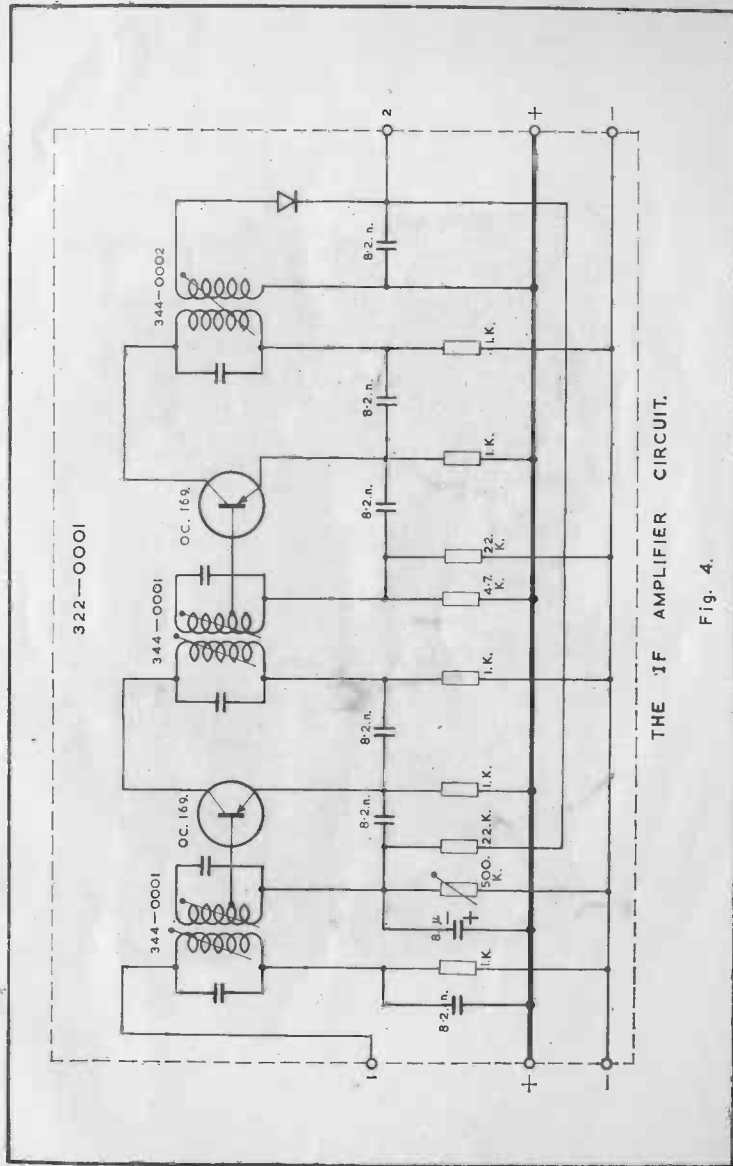 322—0001
344—0001
OC. 169.
344—0001
OC. 169.
344—0002
1
8·2.n.
1.K.
8µ
−
+
500.
K.
22.K.
8·2.n.
1.K.
8·2.n.
1.K.
4·7.
K.
22.
K.
8·2.n.
1.K.
8·2.n.
1.K.
8·2.n.
2
+
−
+
−
THE IF AMPLIFIER CIRCUIT.
Fig. 4.